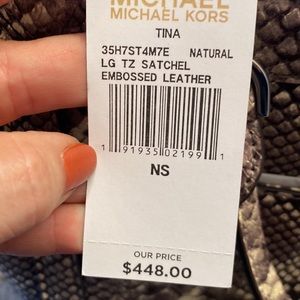 MICHAEL
MICHAEL KORS
TINA
35H7ST4M7E NATURAL
LG TZ SATCHEL
EMBOSSED LEATHER
1 91935 02199 1
NS
OUR PRICE
$448.00